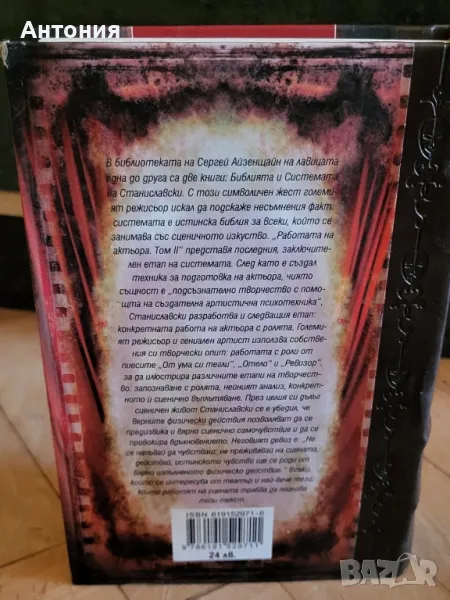 Антония
В библиотеката на Сергей Айзенщайн на лавицата
една до друга са две книги: Библията и Системата
на Станиславски. С този символичен жест големи-
ят режисьор искал да подскаже несъмнения факт:
системата е истинска библия за всеки, който се
занимава със сценичното изкуство. „Работата на
актьора. Том II" представя последния, заключите-
лен етап на системата. След като е създал
техника за подготовка на актьора, чиято
същност е "подсъзнателно творчество с помо-
щта на създателна артистична психотехника",
Станиславски разработва и следващия етап:
конкретната работа на актьора с ролята. Големи-
ят режисьор и гениален артист използва собстве-
ния си творчески опит: работата с роли от
пиесите „От ума си тегли", „Отело" и „Ревизор",
за да илюстрира различните етапи на творчест-
во: запознаване с ролята, нейният анализ, конкрет-
ното ѝ сценично въплътяване. През целия си дълъг
сценичен живот Станиславски се е убедил, че
верните физически действия позволяват да се
предизвика и вярно сценично самочувствие и да се
провокира вдъхновението. Неговият девиз е: „Не
се напъвай да чувстваш; не преживявай на сцената,
действай, истинското чувство ще се роди от
вярно изпълненото физическо действие." Всеки,
който се интересува от театър и най-вече тези,
които работят на сцената трябва да познава
този текст.
ISBN 619152971-6
24 лв.
bazar.bg